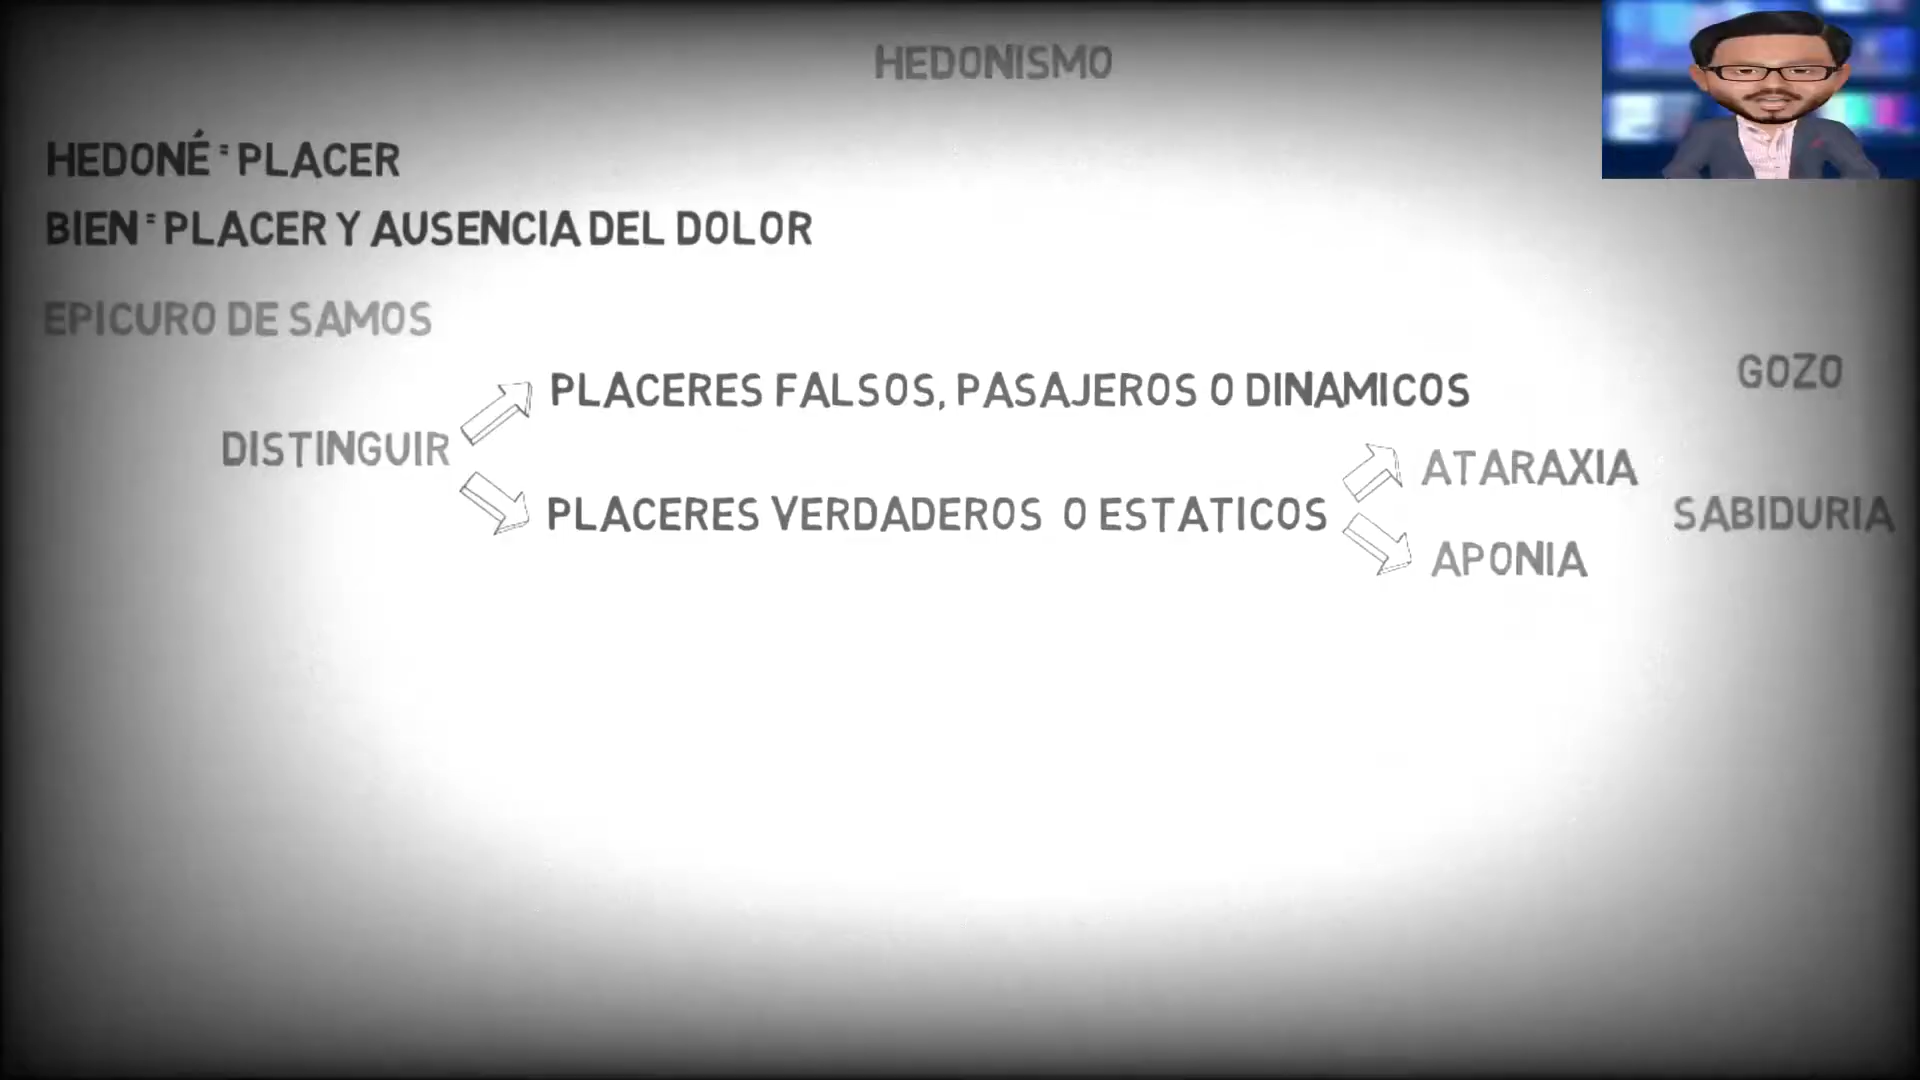 HEDONISMO
HEDONÉ = PLACER
BIEN = PLACER Y AUSENCIA DEL DOLOR
EPICURO DE SAMOS
DISTINGUIR
PLACERES FALSOS, PASAJEROS O DINAMICOS
GOZO
PLACERES VERDADEROS O ESTATICOS
ATARAXIA
APONIA
SABIDURIA